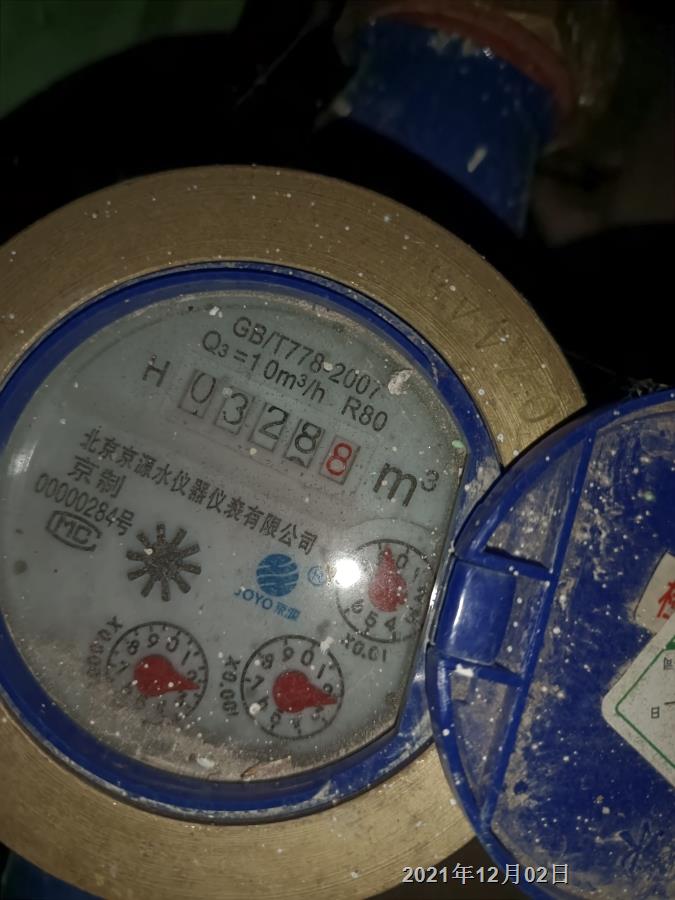 GB/T778-2007
Q3=10m³/h R80
H 03288 m³
北京京源水仪器仪表有限公司
京制
00000284号
MC
JOYO 京源
X0.01
X0.001
2021年12月02日